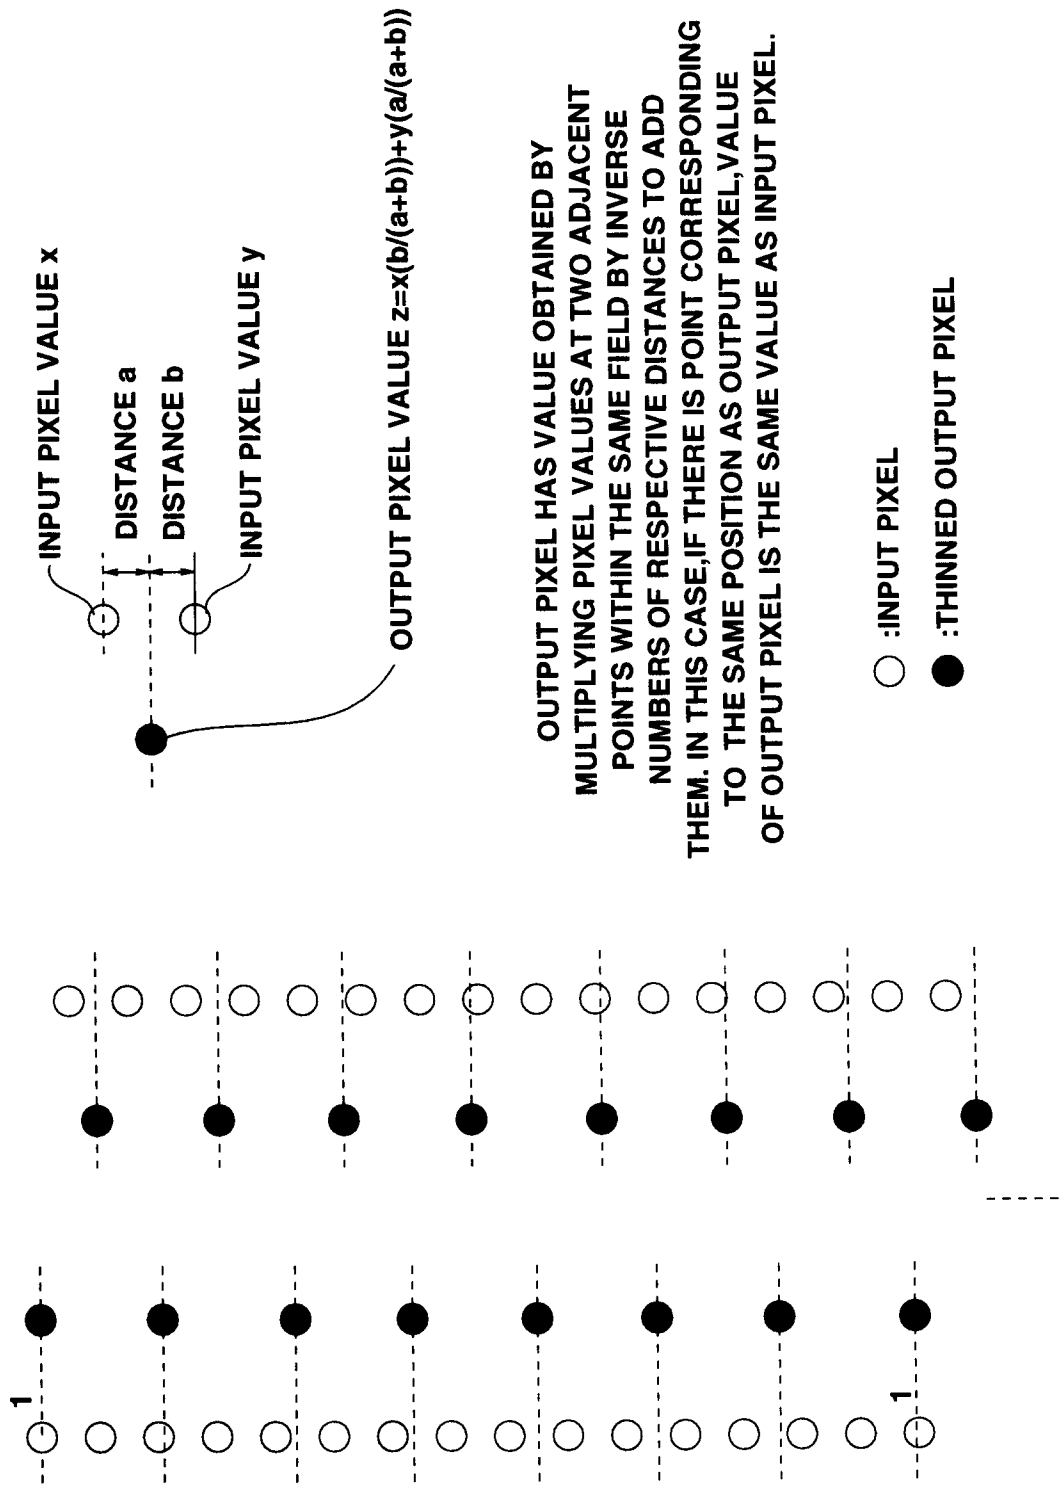 INPUT PIXEL VALUE x
DISTANCE a
DISTANCE b
INPUT PIXEL VALUE y
OUTPUT PIXEL VALUE z=x(b/(a+b))+y(a/(a+b))
OUTPUT PIXEL HAS VALUE OBTAINED BY
MULTIPLYING PIXEL VALUES AT TWO ADJACENT
POINTS WITHIN THE SAME FIELD BY INVERSE
NUMBERS OF RESPECTIVE DISTANCES TO ADD
THEM. IN THIS CASE,IF THERE IS POINT CORRESPONDING
TO THE SAME POSITION AS OUTPUT PIXEL,VALUE
OF OUTPUT PIXEL IS THE SAME VALUE AS INPUT PIXEL.
:INPUT PIXEL
:THINNED OUTPUT PIXEL
1
1